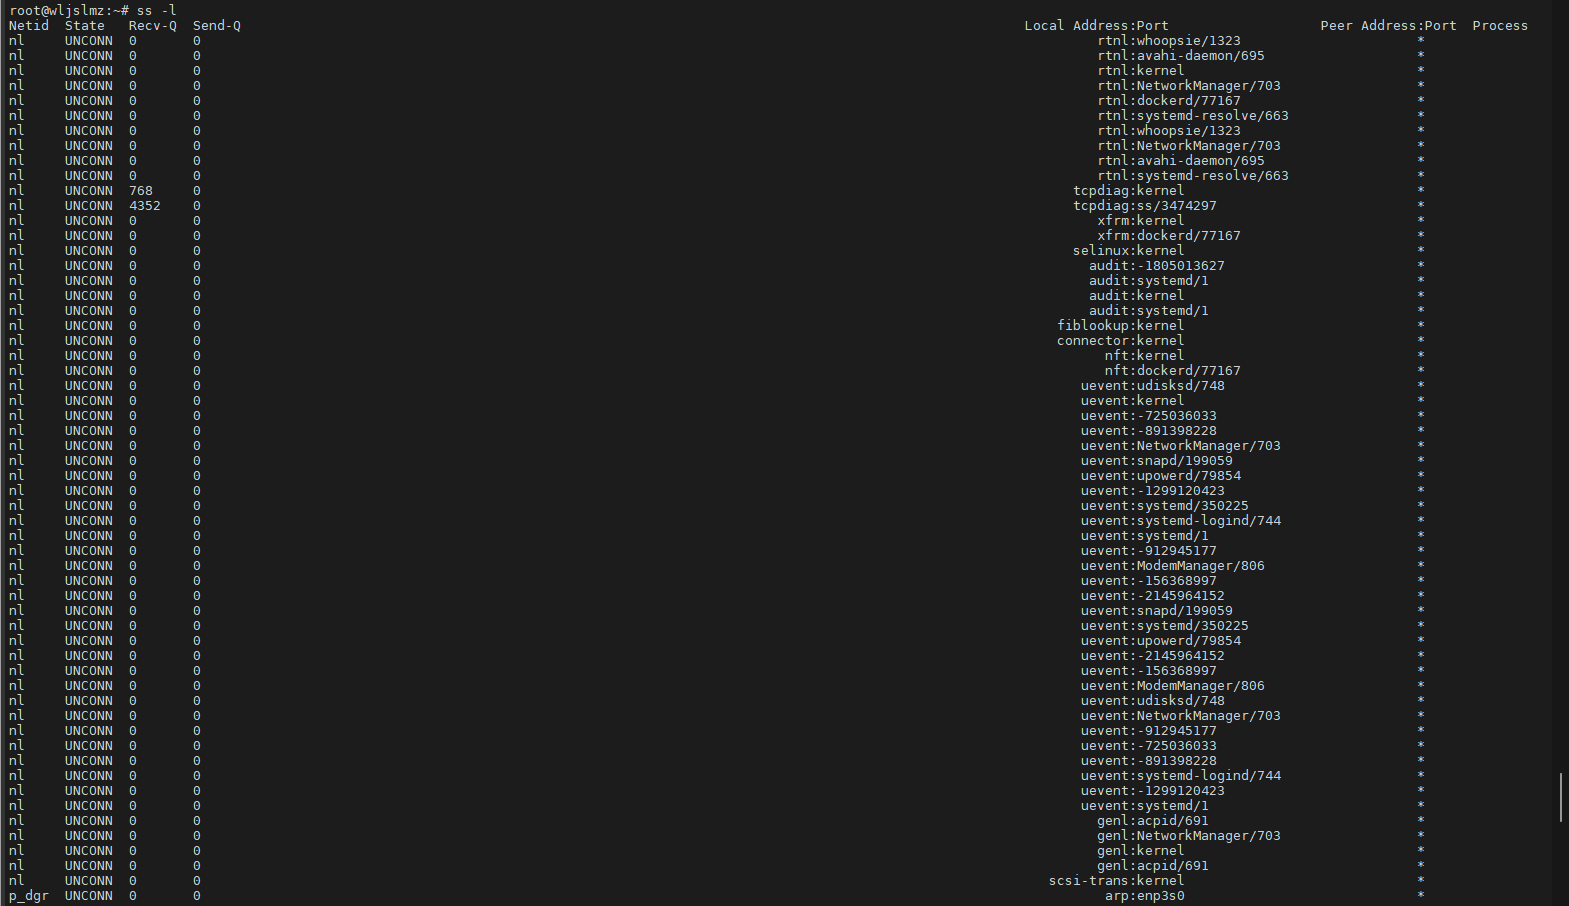 root@wljslmz:~# ss -l
Netid State Recv-Q Send-Q Local Address:Port Peer Address:Port Process
nl UNCONN 0 0 rtnl:whoopsie/1323 *
nl UNCONN 0 0 rtnl:avahi-daemon/695 *
nl UNCONN 0 0 rtnl:kernel *
nl UNCONN 0 0 rtnl:NetworkManager/703 *
nl UNCONN 0 0 rtnl:dockerd/77167 *
nl UNCONN 0 0 rtnl:systemd-resolve/663 *
nl UNCONN 0 0 rtnl:whoopsie/1323 *
nl UNCONN 0 0 rtnl:NetworkManager/703 *
nl UNCONN 0 0 rtnl:avahi-daemon/695 *
nl UNCONN 0 0 rtnl:systemd-resolve/663 *
nl UNCONN 768 0 tcpdiag:kernel *
nl UNCONN 4352 0 tcpdiag:ss/3474297 *
nl UNCONN 0 0 xfrm:kernel *
nl UNCONN 0 0 xfrm:dockerd/77167 *
nl UNCONN 0 0 selinux:kernel *
nl UNCONN 0 0 audit:-1805013627 *
nl UNCONN 0 0 audit:systemd/1 *
nl UNCONN 0 0 audit:kernel *
nl UNCONN 0 0 audit:systemd/1 *
nl UNCONN 0 0 fiblookup:kernel *
nl UNCONN 0 0 connector:kernel *
nl UNCONN 0 0 nft:kernel *
nl UNCONN 0 0 nft:dockerd/77167 *
nl UNCONN 0 0 uevent:udisksd/748 *
nl UNCONN 0 0 uevent:kernel *
nl UNCONN 0 0 uevent:-725036033 *
nl UNCONN 0 0 uevent:-891398228 *
nl UNCONN 0 0 uevent:NetworkManager/703 *
nl UNCONN 0 0 uevent:snapd/199059 *
nl UNCONN 0 0 uevent:upowerd/79854 *
nl UNCONN 0 0 uevent:-1299120423 *
nl UNCONN 0 0 uevent:systemd/350225 *
nl UNCONN 0 0 uevent:systemd-logind/744 *
nl UNCONN 0 0 uevent:systemd/1 *
nl UNCONN 0 0 uevent:-912945177 *
nl UNCONN 0 0 uevent:ModemManager/806 *
nl UNCONN 0 0 uevent:-156368997 *
nl UNCONN 0 0 uevent:-2145964152 *
nl UNCONN 0 0 uevent:snapd/199059 *
nl UNCONN 0 0 uevent:systemd/350225 *
nl UNCONN 0 0 uevent:upowerd/79854 *
nl UNCONN 0 0 uevent:-2145964152 *
nl UNCONN 0 0 uevent:-156368997 *
nl UNCONN 0 0 uevent:ModemManager/806 *
nl UNCONN 0 0 uevent:udisksd/748 *
nl UNCONN 0 0 uevent:NetworkManager/703 *
nl UNCONN 0 0 uevent:-912945177 *
nl UNCONN 0 0 uevent:-725036033 *
nl UNCONN 0 0 uevent:-891398228 *
nl UNCONN 0 0 uevent:systemd-logind/744 *
nl UNCONN 0 0 uevent:-1299120423 *
nl UNCONN 0 0 uevent:systemd/1 *
nl UNCONN 0 0 genl:acpid/691 *
nl UNCONN 0 0 genl:NetworkManager/703 *
nl UNCONN 0 0 genl:kernel *
nl UNCONN 0 0 genl:acpid/691 *
nl UNCONN 0 0 scsi-trans:kernel *
p_dgr UNCONN 0 0 arp:enp3s0 *